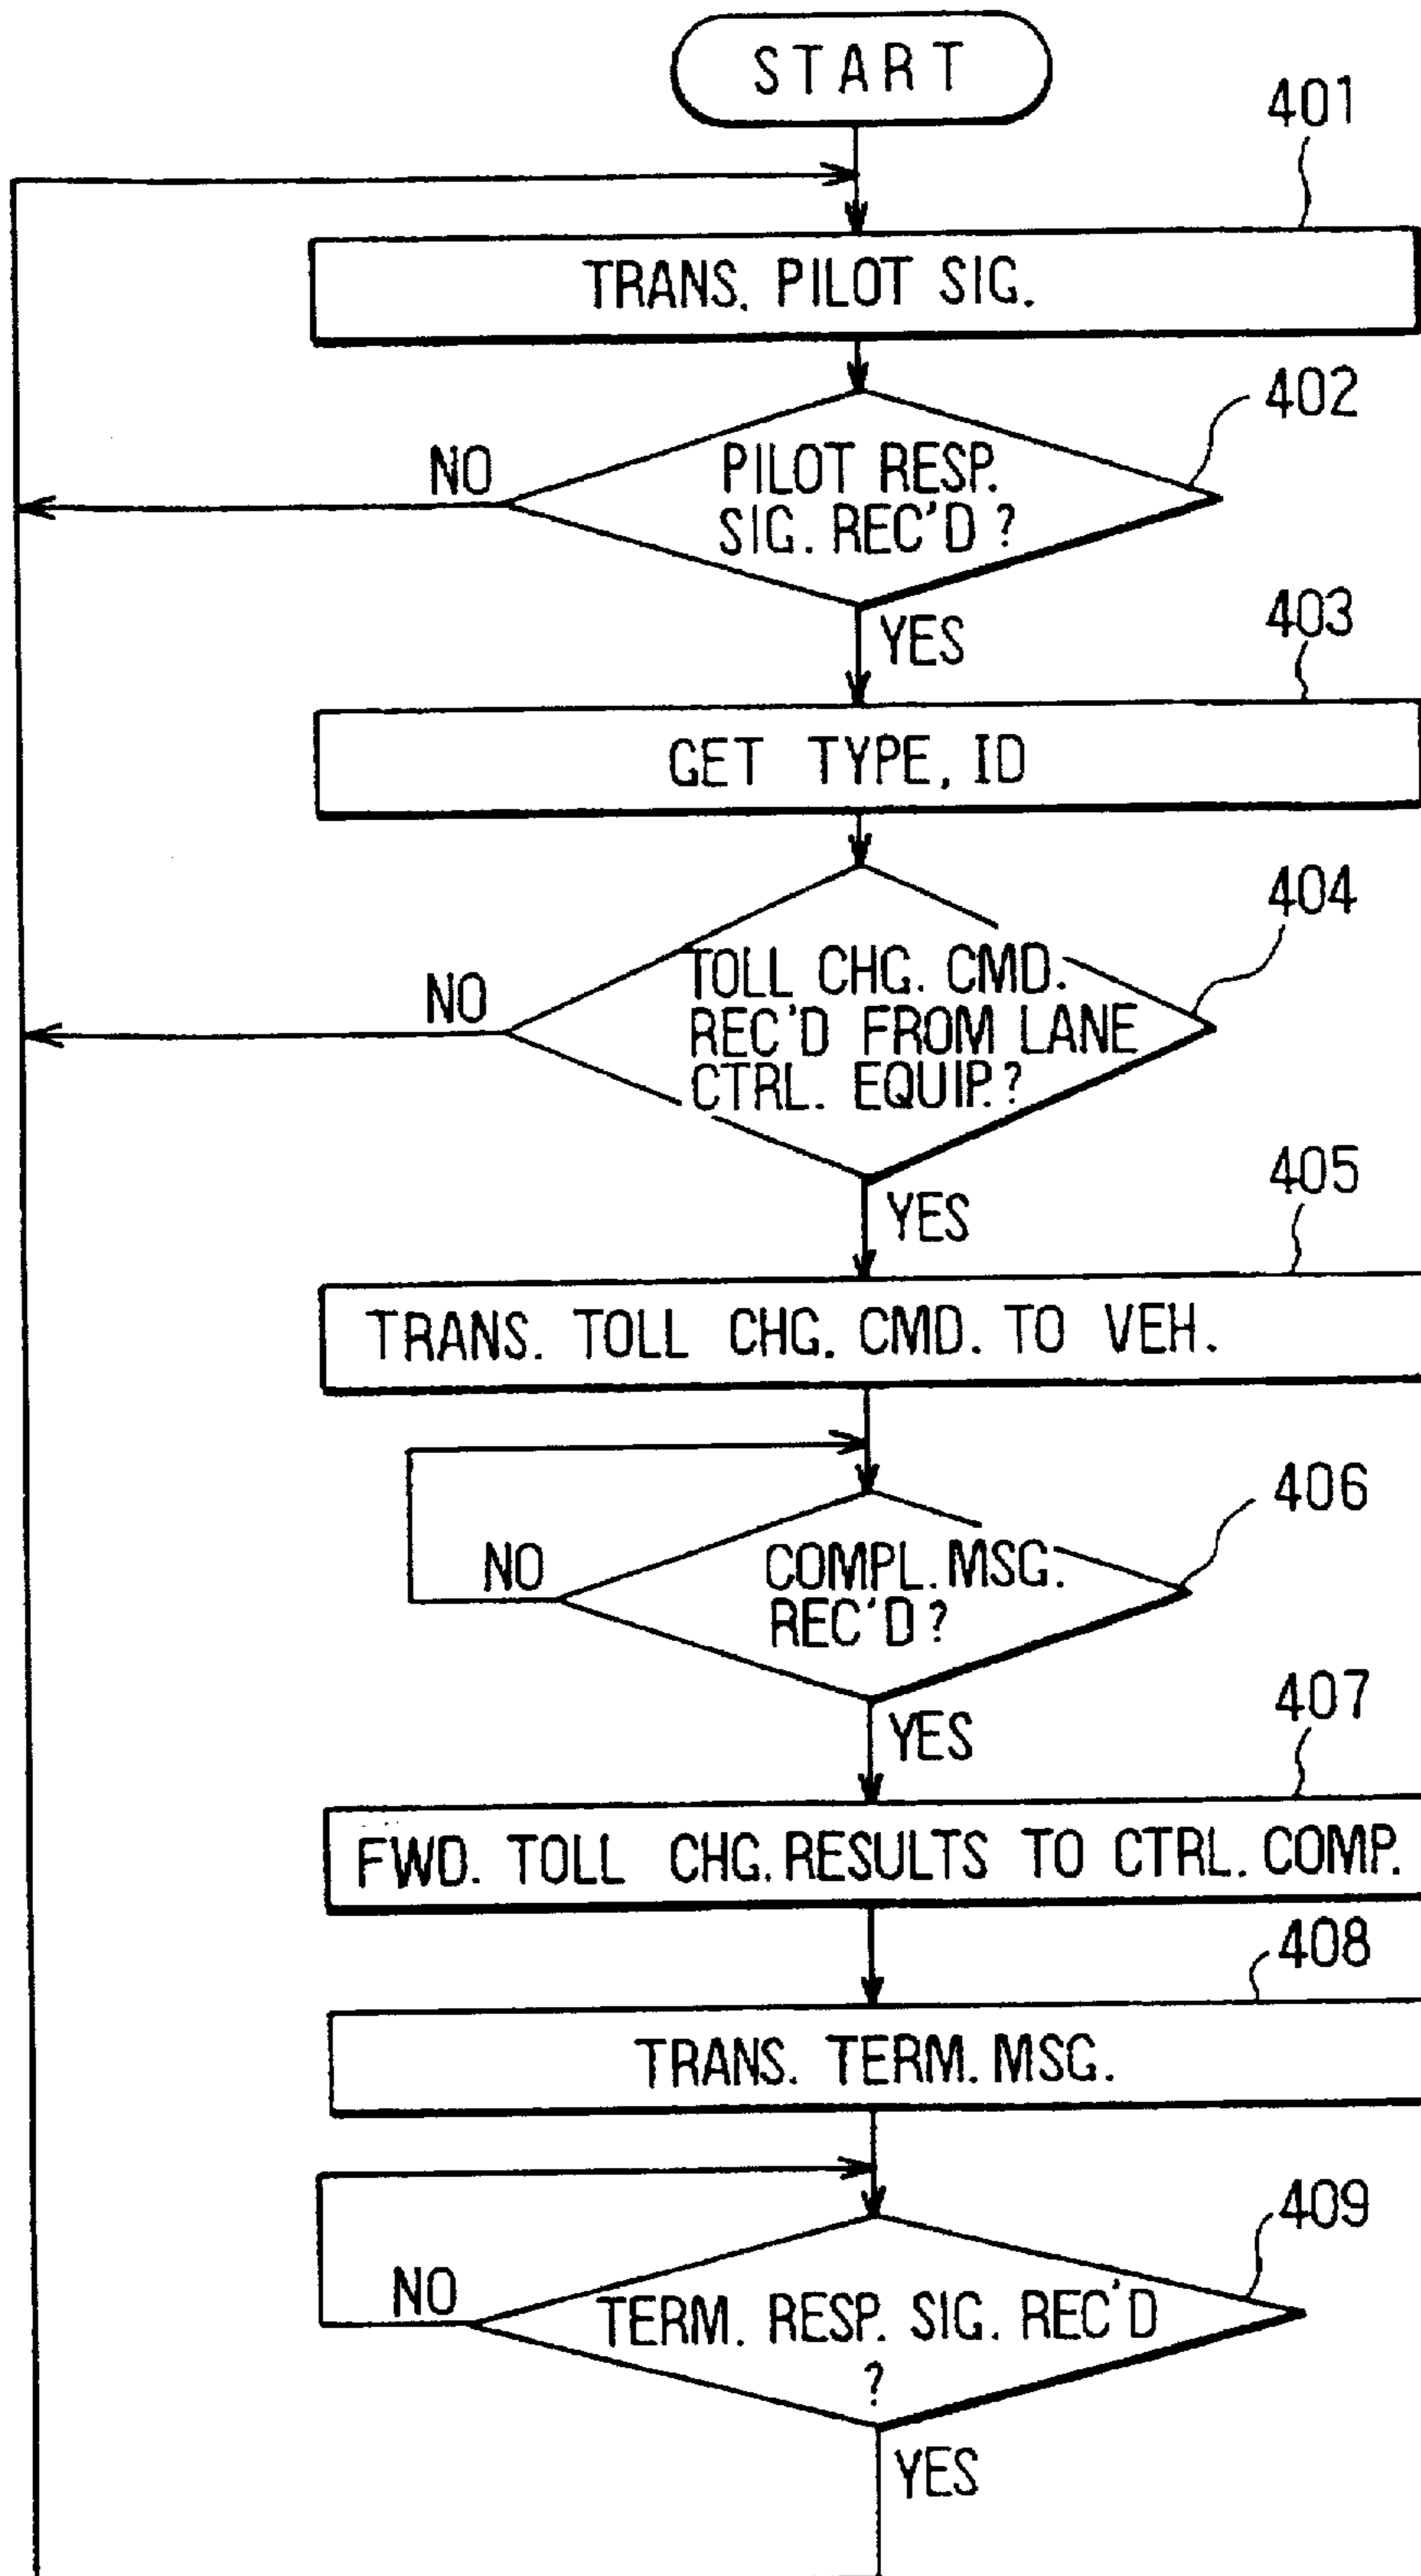 START
401
TRANS. PILOT SIG.
402
PILOT RESP.
SIG. REC'D ?
NO
YES
403
GET TYPE, ID
404
TOLL CHG. CMD.
REC'D FROM LANE
CTRL. EQUIP. ?
NO
YES
405
TRANS. TOLL CHG. CMD. TO VEH.
406
COMPL. MSG.
REC'D ?
NO
YES
407
FWD. TOLL CHG. RESULTS TO CTRL. COMP.
408
TRANS. TERM. MSG.
409
TERM. RESP. SIG. REC'D
?
NO
YES